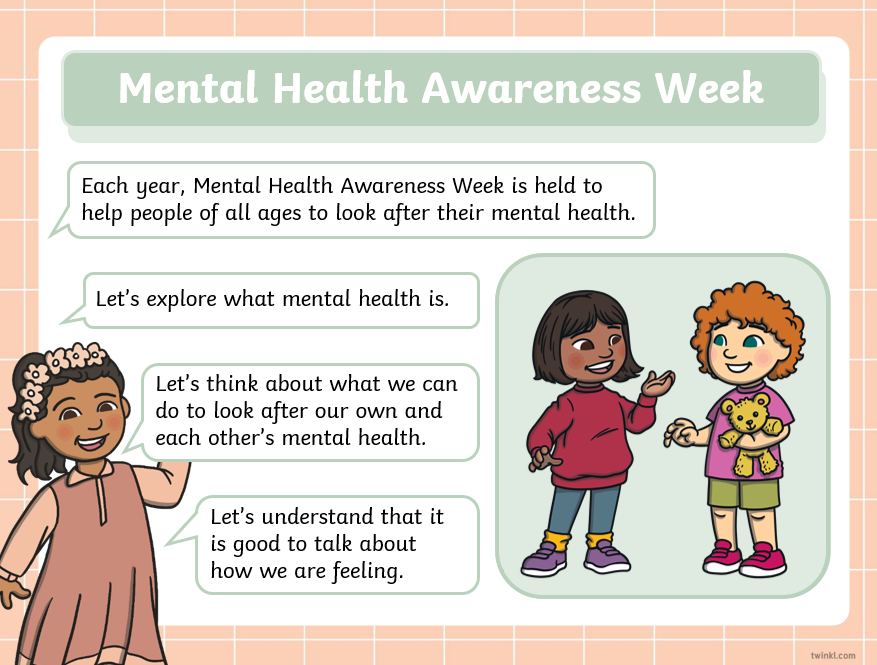 Mental Health Awareness Week
Each year, Mental Health Awareness Week is held to
help people of all ages to look after their mental health.
Let's explore what mental health is.
Let's think about what we can
do to look after our own and
each other's mental health.
Let's understand that it
is good to talk about
how we are feeling.
twinkl.com